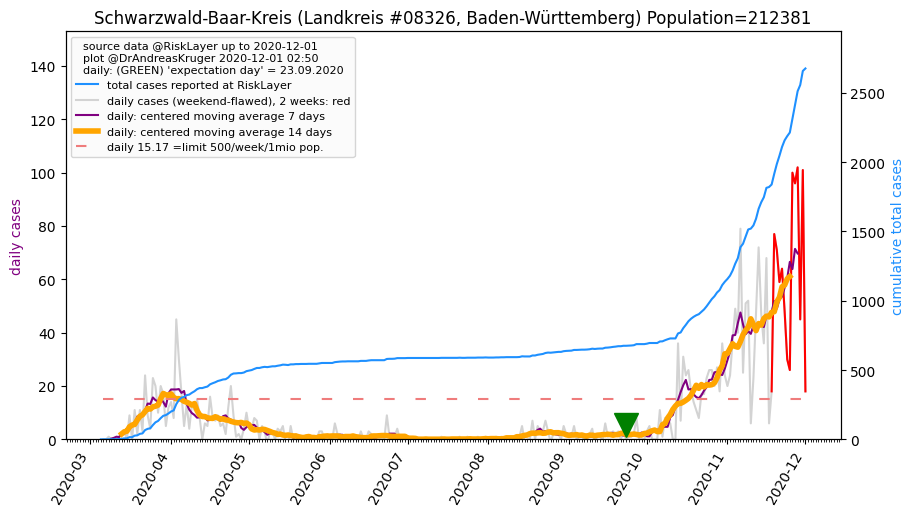 Schwarzwald-Baar-Kreis (Landkreis #08326, Baden-Württemberg) Population=212381
source data @RiskLayer up to 2020-12-01
plot @DrAndreasKruger 2020-12-01 02:50
daily: (GREEN) 'expectation day' = 23.09.2020
total cases reported at RiskLayer
daily cases (weekend-flawed), 2 weeks: red
daily: centered moving average 7 days
daily: centered moving average 14 days
daily 15.17 =limit 500/week/1mio pop.
daily cases
140
120
100
80
60
40
20
0
cumulative total cases
2500
2000
1500
1000
500
0
2020-03
2020-04
2020-05
2020-06
2020-07
2020-08
2020-09
2020-10
2020-11
2020-12